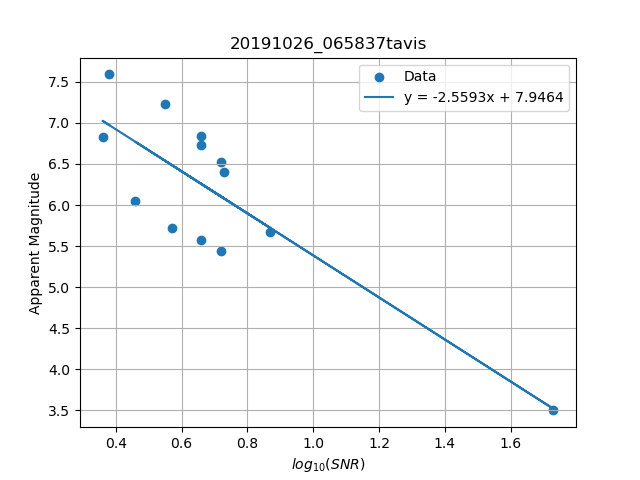 20191026_065837tavis
Data
y = -2.5593x + 7.9464
Apparent Magnitude
7.5
7.0
6.5
6.0
5.5
5.0
4.5
4.0
3.5
0.4 0.6 0.8 1.0 1.2 1.4 1.6
log10(SNR)